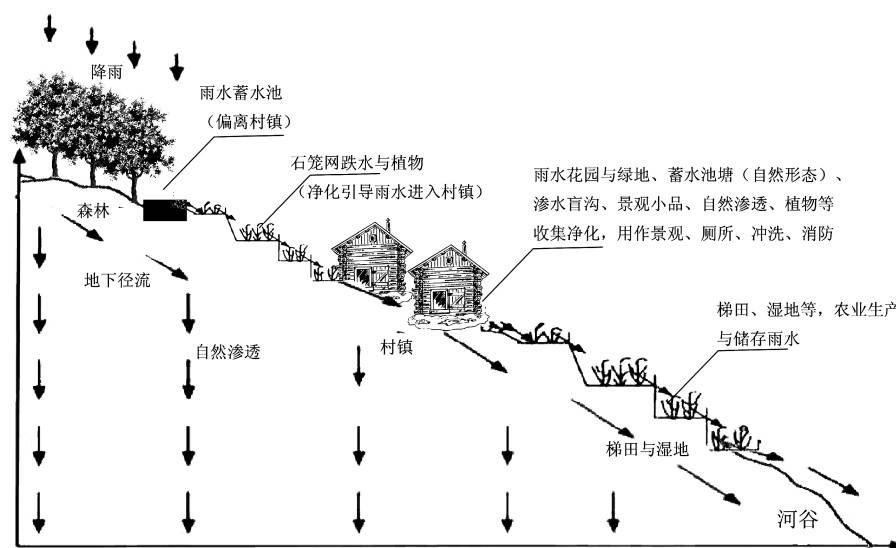 降雨
雨水蓄水池
（偏离村镇）
石笼网跌水与植物
（净化引导雨水进入村镇）
雨水花园与绿地、蓄水池塘（自然形态）、
渗水盲沟、景观小品、自然渗透、植物等
收集净化，用作景观、厕所、冲洗、消防
森林
地下径流
自然渗透
村镇
梯田、湿地等，农业生产
与储存雨水
梯田与湿地
河谷